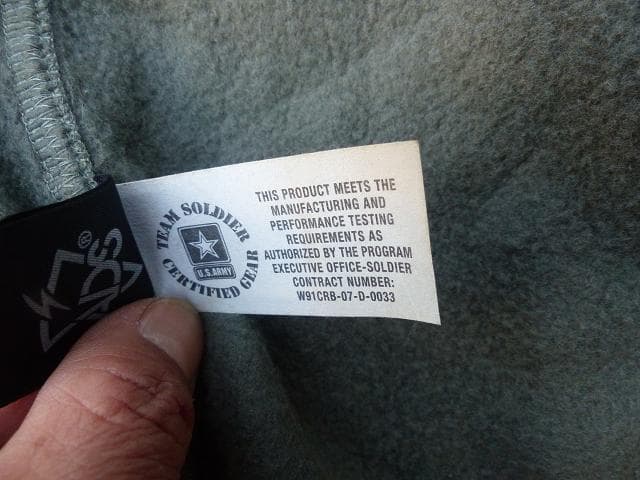 TEAM SOLDIER
U.S. ARMY
CERTIFIED GEAR
THIS PRODUCT MEETS THE
MANUFACTURING AND
PERFORMANCE TESTING
REQUIREMENTS AS
AUTHORIZED BY THE PROGRAM
EXECUTIVE OFFICE-SOLDIER
CONTRACT NUMBER:
W91CRB-07-D-0033